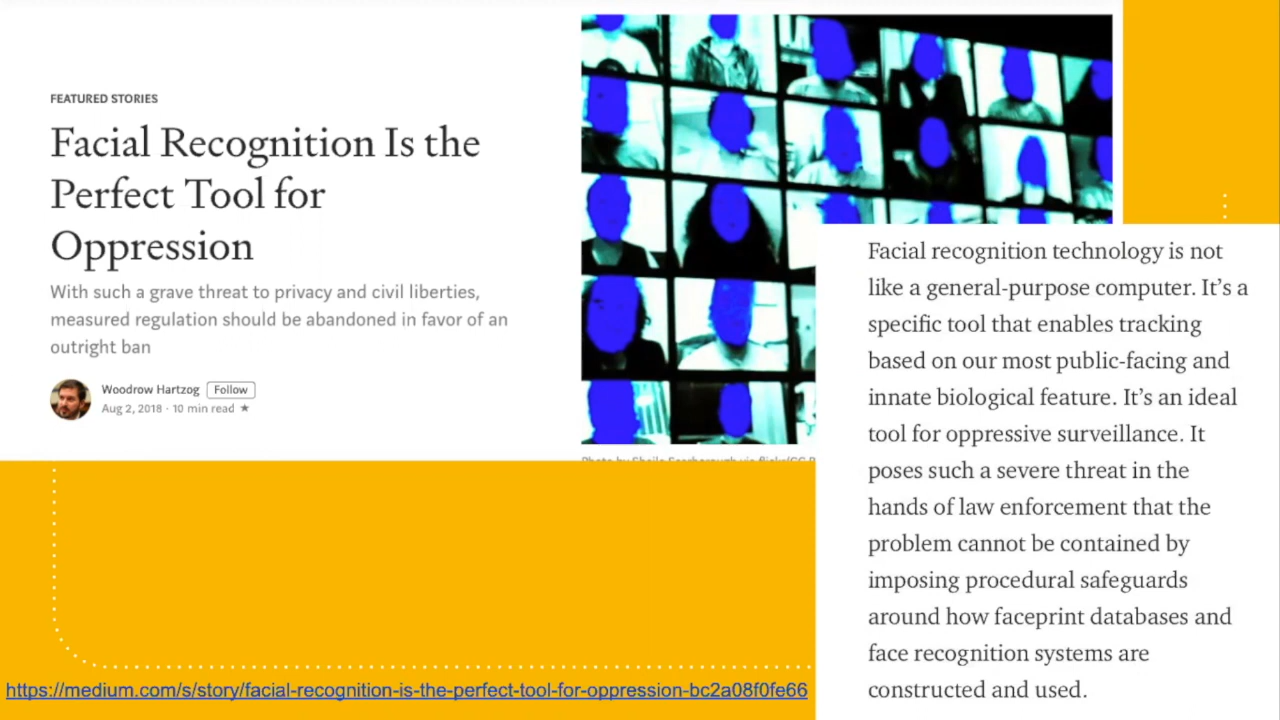 FEATURED STORIES
Facial Recognition Is the
Perfect Tool for
Oppression
With such a grave threat to privacy and civil liberties,
measured regulation should be abandoned in favor of an
outright ban
Woodrow Hartzog Follow
Aug 2, 2018 · 10 min read ★
Facial recognition technology is not
like a general-purpose computer. It’s a
specific tool that enables tracking
based on our most public-facing and
innate biological feature. It’s an ideal
tool for oppressive surveillance. It
poses such a severe threat in the
hands of law enforcement that the
problem cannot be contained by
imposing procedural safeguards
around how faceprint databases and
face recognition systems are
constructed and used.
https://medium.com/s/story/facial-recognition-is-the-perfect-tool-for-oppression-bc2a08f0fe66